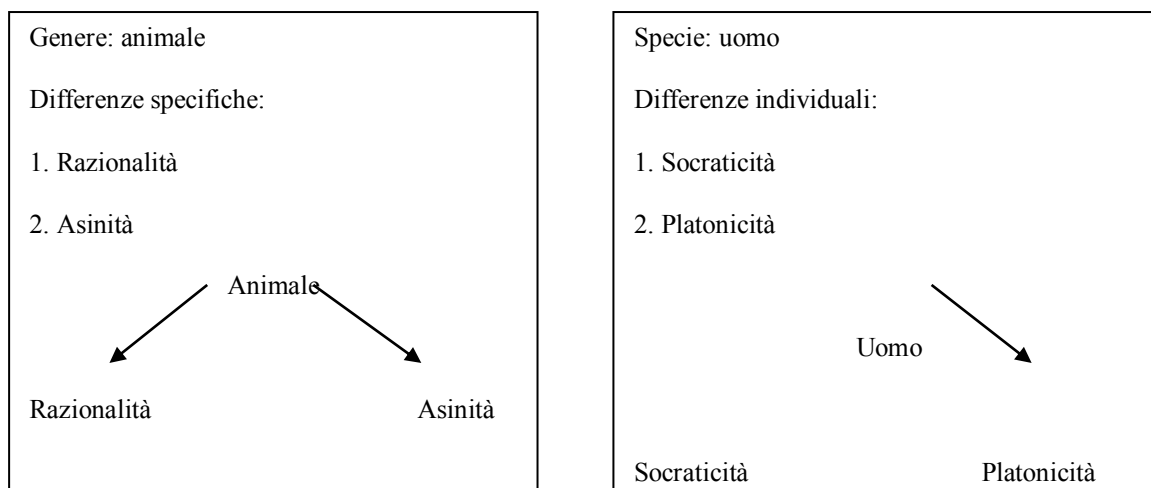 Genere: animale
Differenze specifiche:
1. Razionalità
2. Asinità
Animale
Razionalità Asinità
Specie: uomo
Differenze individuali:
1. Socraticità
2. Platonicità
Uomo
Socraticità Platonicità